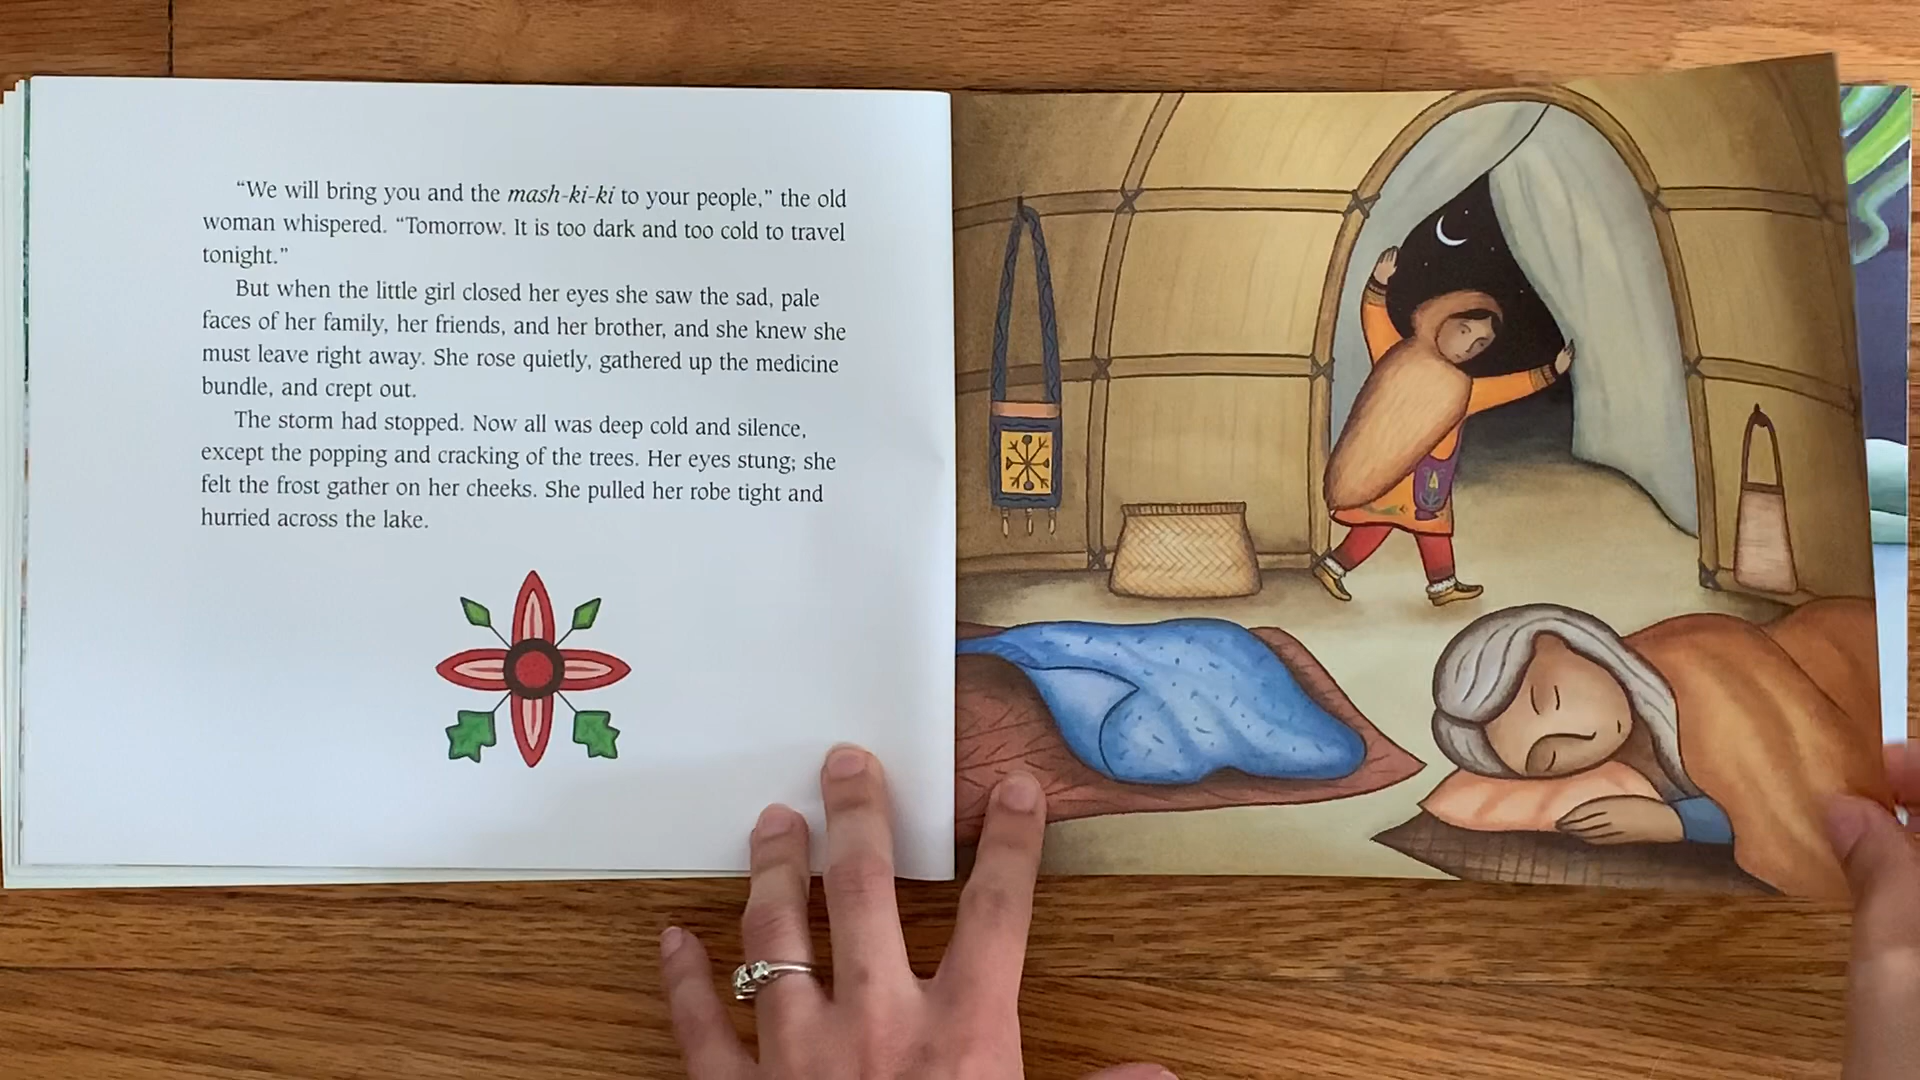 “We will bring you and the mash-ki-ki to your people,” the old
woman whispered. “Tomorrow. It is too dark and too cold to travel
tonight.”
But when the little girl closed her eyes she saw the sad, pale
faces of her family, her friends, and her brother, and she knew she
must leave right away. She rose quietly, gathered up the medicine
bundle, and crept out.
The storm had stopped. Now all was deep cold and silence,
except the popping and cracking of the trees. Her eyes stung; she
felt the frost gather on her cheeks. She pulled her robe tight and
hurried across the lake.